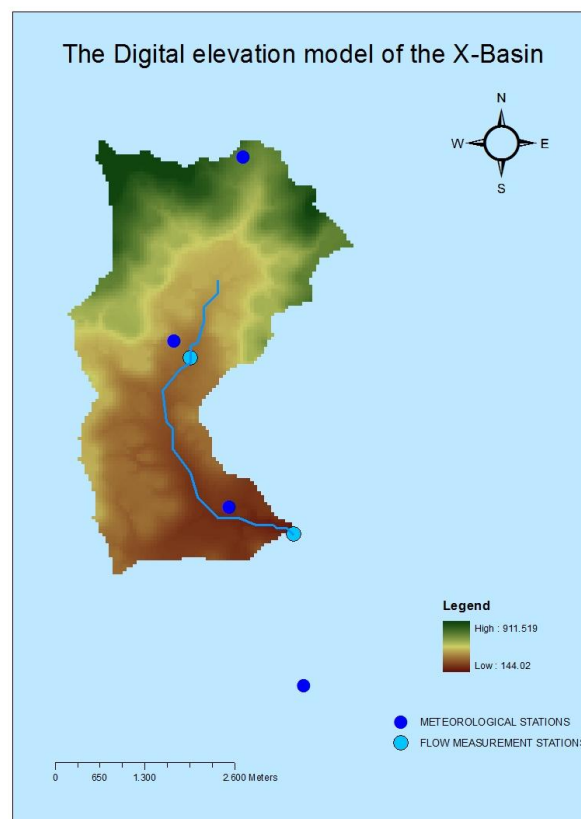 The Digital elevation model of the X-Basin
N
W E
S
Legend
High : 911.519
Low : 144.02
METEOROLOGICAL STATIONS
FLOW MEASUREMENT STATIONS
0 650 1.300 2.600 Meters